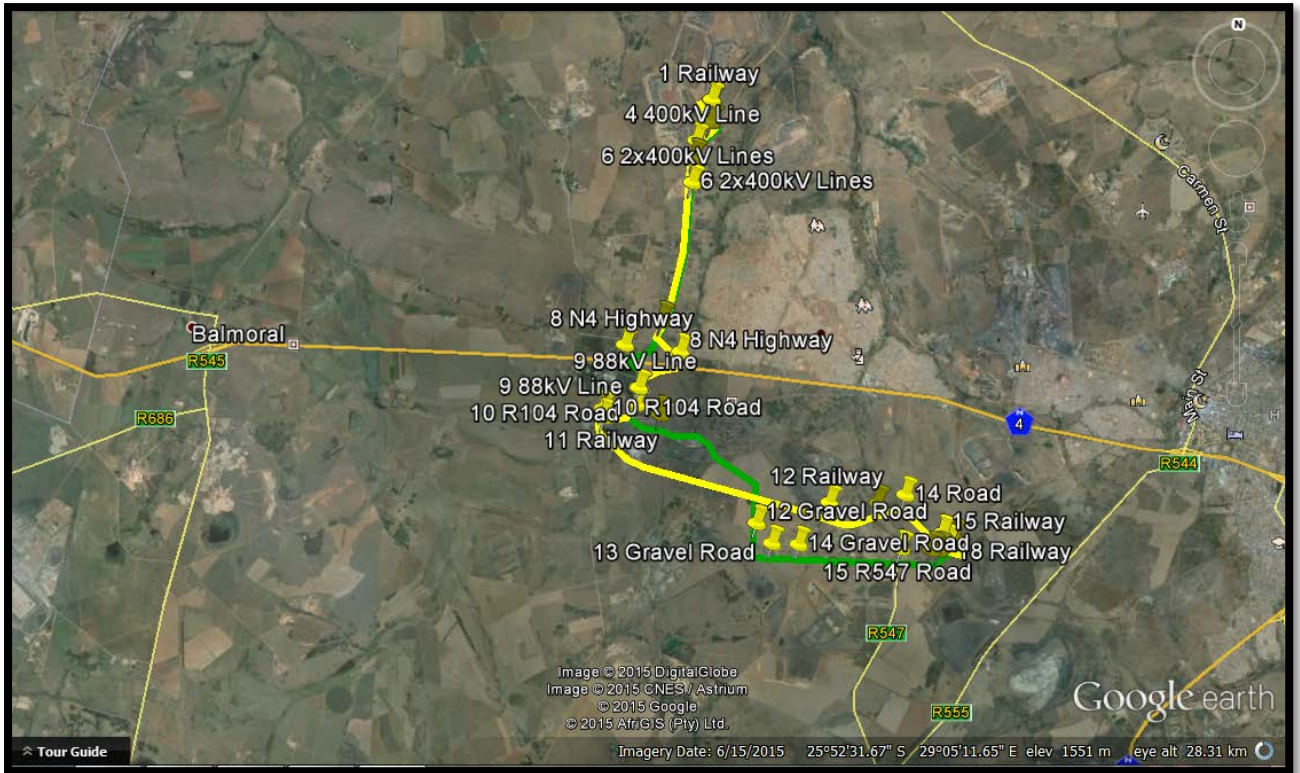 N
1 Railway
4 400kV Line
6 2x400kV Lines
6 2x400kV Lines
Carmen St
8 N4 Highway
Balmoral
8 N4 Highway
R545
9 88kV Line
9 88kV Line
10 R104 Road
10 R104 Road
R686
Main St
H
N
4
11 Railway
R544
12 Railway
14 Road
12 Gravel Road
15 Railway
13 Gravel Road
14 Gravel Road
18 Railway
15 R547 Road
R547
R555
Image © 2015 DigitalGlobe
Image © 2015 CNES / Astrium
© 2015 Google
© 2015 AfriGIS (Pty) Ltd.
Google earth
Tour Guide
Imagery Date: 6/15/2015 25°52'31.67" S 29°05'11.65" E elev 1551 m eye alt 28.31 km